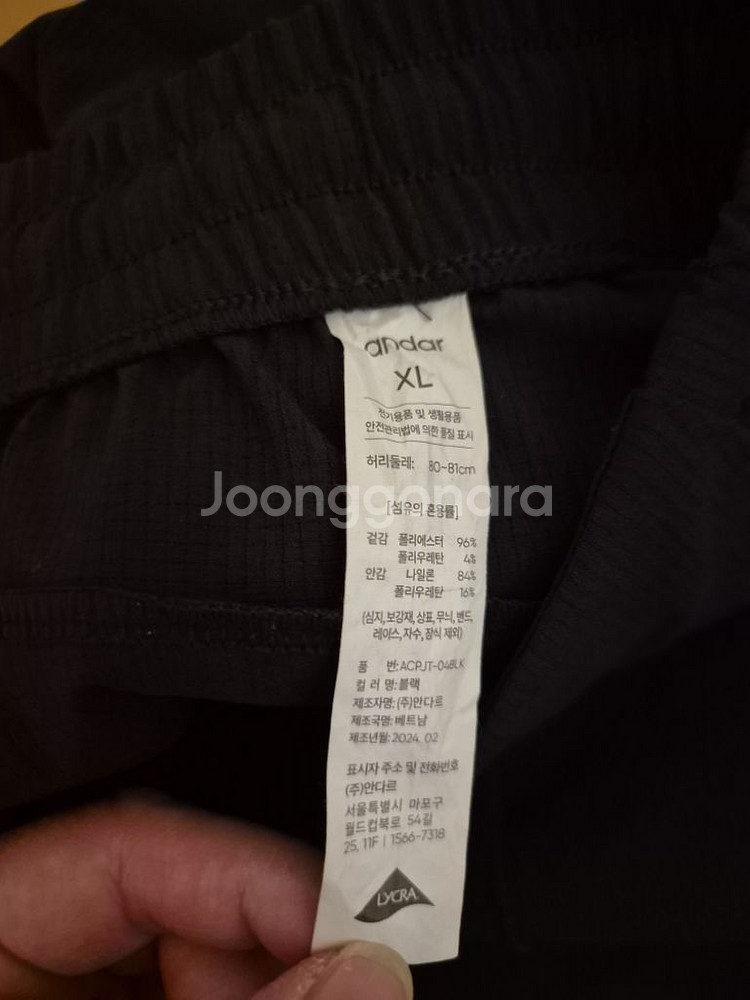 andar
XL
전기용품 및 생활용품
안전관리법에 의한 품질 표시
허리둘레: 80~81cm
Joonggonara
[섬유의 혼용률]
겉감 폴리에스터 96%
폴리우레탄 4%
안감 나일론 84%
폴리우레탄 16%
(심지, 보강재, 상표, 무늬, 밴드,
레이스, 자수, 장식 제외)
품 번: ACPJT-04BLK
컬 러 명: 블랙
제조자명: (주)안다르
제조국명: 베트남
제조년월: 2024. 02
표시자 주소 및 전화번호
(주)안다르
서울특별시 마포구
월드컵북로 54길
25, 11F | 1566-7318
LYCRA